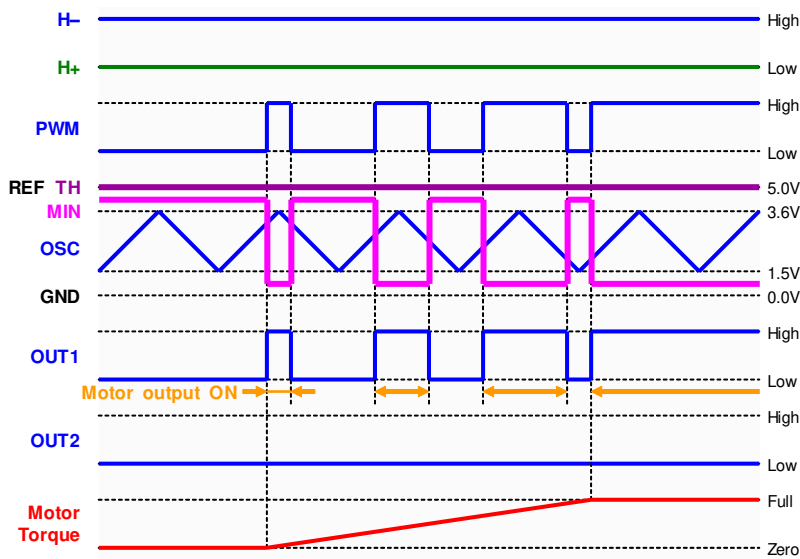 H–
High
H+
Low
High
PWM
Low
REF TH
5.0V
MIN
3.6V
OSC
1.5V
GND
0.0V
High
OUT1
Low
Motor output ON
High
OUT2
Low
Full
Motor
Torque
Zero